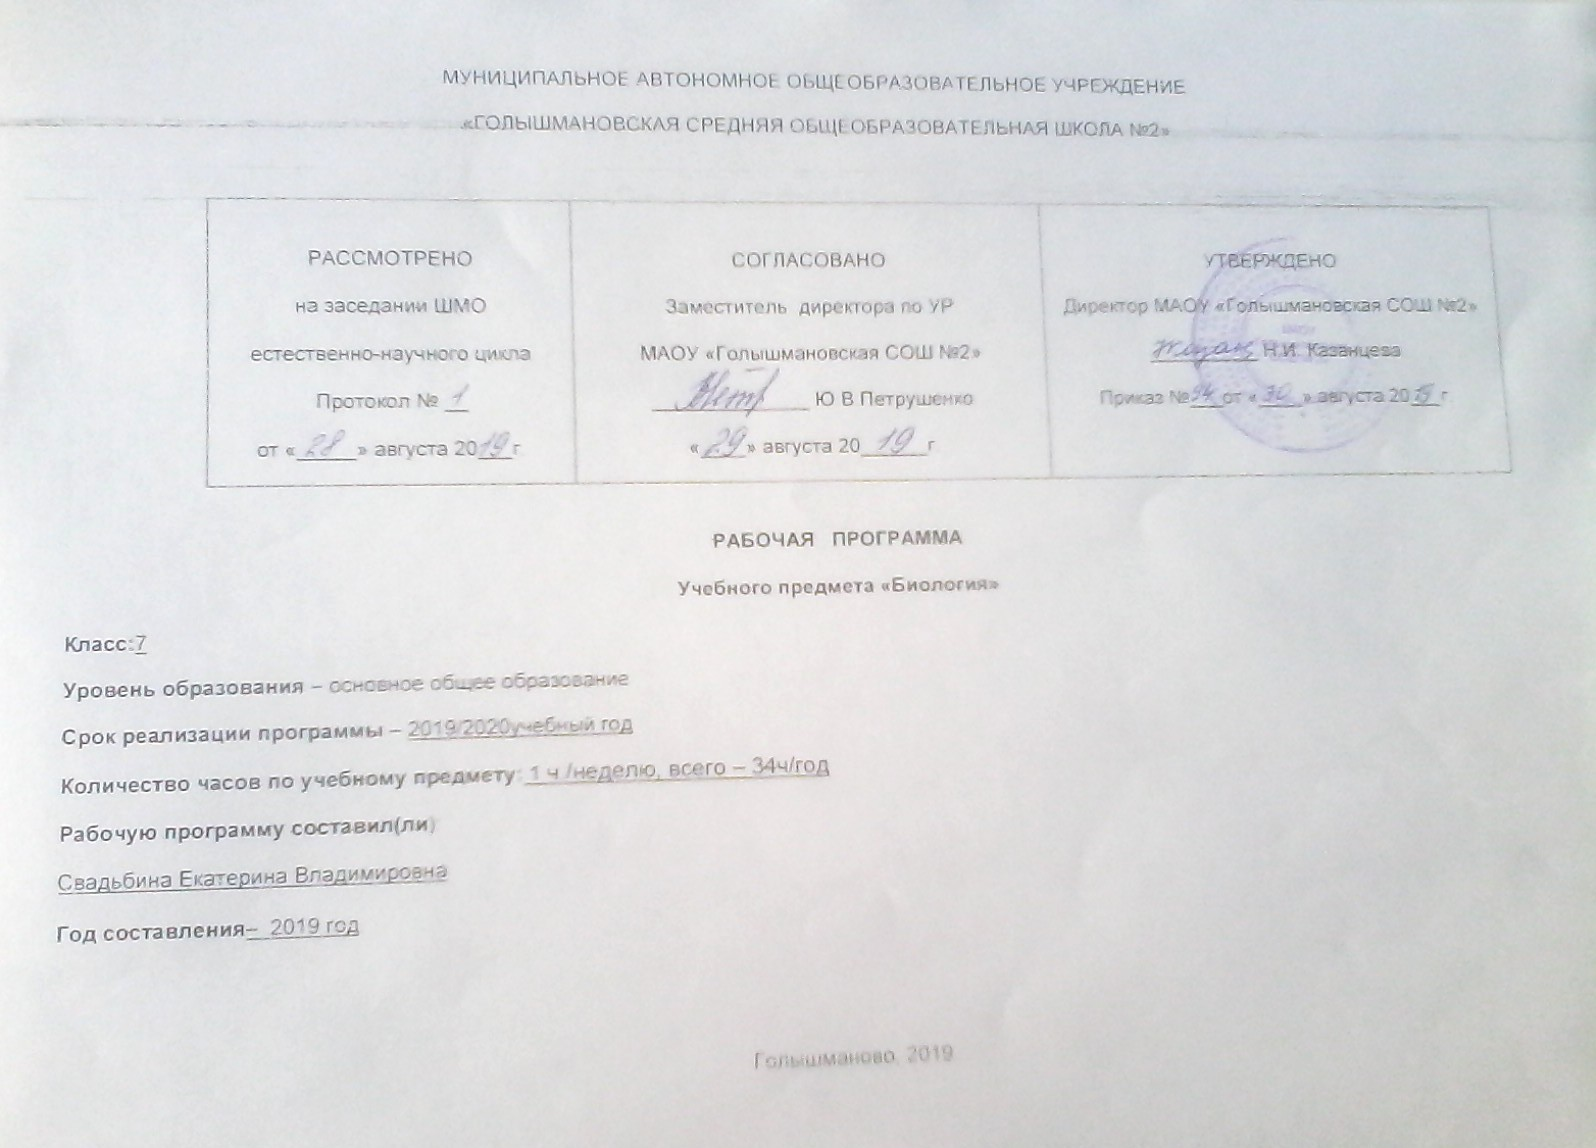 МУНИЦИПАЛЬНОЕ АВТОНОМНОЕ ОБЩЕОБРАЗОВАТЕЛЬНОЕ УЧРЕЖДЕНИЕ
«ГОЛЫШМАНОВСКАЯ СРЕДНЯЯ ОБЩЕОБРАЗОВАТЕЛЬНАЯ ШКОЛА №2»
РАССМОТРЕНО
на заседании ШМО
естественно-научного цикла
Протокол № 1
от «28» августа 2019г
СОГЛАСОВАНО
Заместитель директора по УР
МАОУ «Голышмановская СОШ №2»
Ю В Петрушенко
«29» августа 2019г
УТВЕРЖДЕНО
Директор МАОУ «Голышмановская СОШ №2»
Н.И. Казанцева
Приказ № от «30» августа 2019 г
РАБОЧАЯ ПРОГРАММА
Учебного предмета «Биология»
Класс:7
Уровень образования – основное общее образование
Срок реализации программы – 2019/2020учебный год
Количество часов по учебному предмету: 1 ч /неделю, всего – 34ч/год
Рабочую программу составил(ли)
Свадьбина Екатерина Владимировна
Год составления– 2019 год
Голышманово, 2019